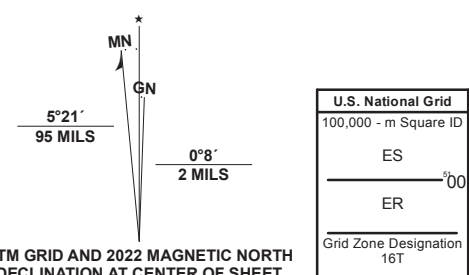 ★
MN
GN
5°21´
95 MILS
0°8´
2 MILS
TM GRID AND 2022 MAGNETIC NORTH
DECLINATION AT CENTER OF SHEET
U.S. National Grid
100,000 - m Square ID
ES
5100
ER
Grid Zone Designation
16T